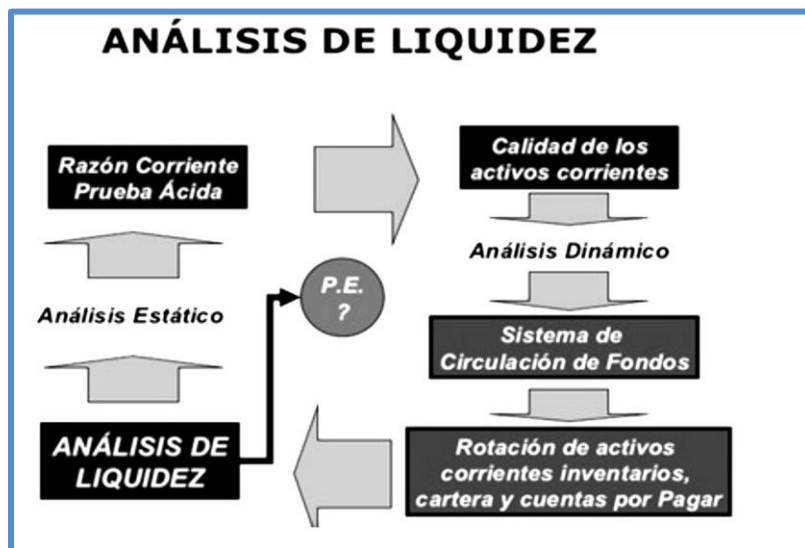 ANÁLISIS DE LIQUIDEZ
Razón Corriente
Prueba Ácida
Calidad de los
activos corrientes
Análisis Dinámico
P.E.
?
Análisis Estático
Sistema de
Circulación de Fondos
ANÁLISIS DE
LIQUIDEZ
Rotación de activos
corrientes inventarios,
cartera y cuentas por Pagar